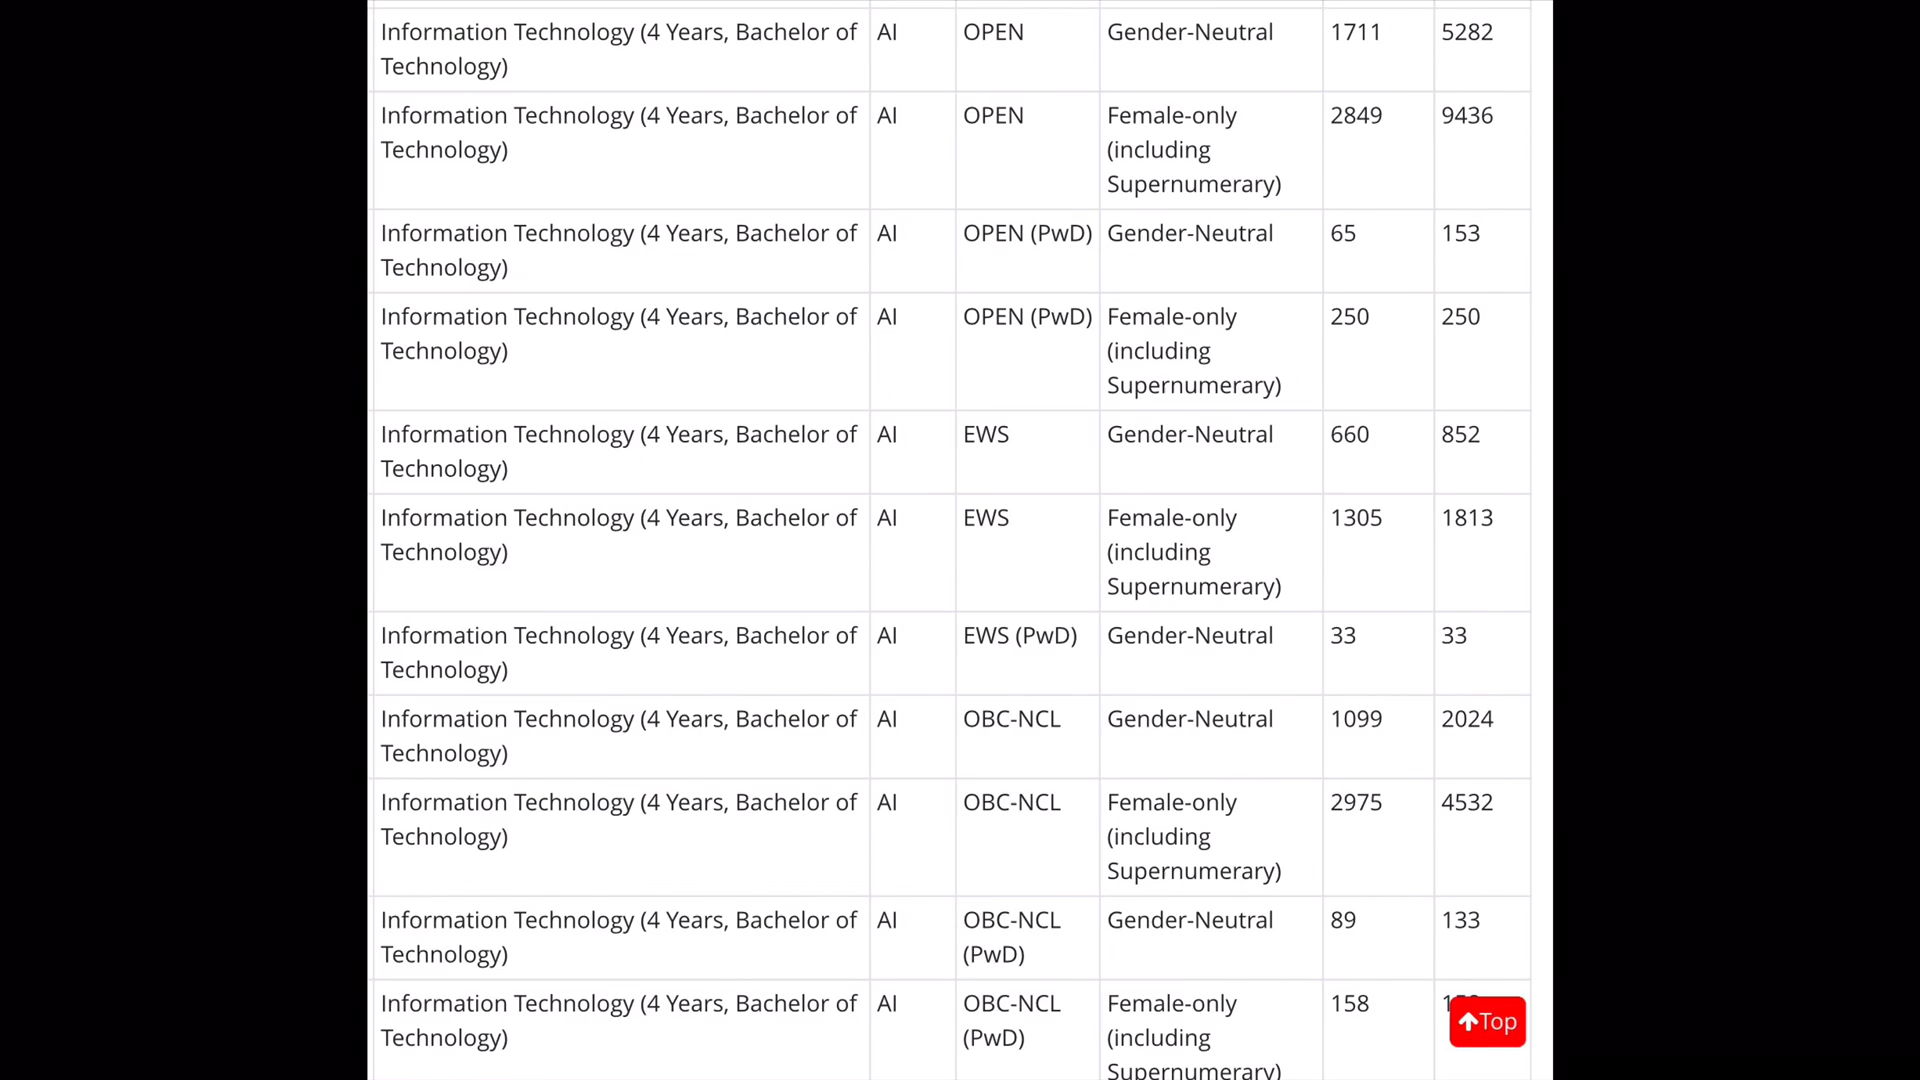 Information Technology (4 Years, Bachelor of AI OPEN Gender-Neutral 1711 5282
Technology)
Information Technology (4 Years, Bachelor of AI OPEN Female-only 2849 9436
Technology) (including
Supernumerary)
Information Technology (4 Years, Bachelor of AI OPEN (PwD) Gender-Neutral 65 153
Technology)
Information Technology (4 Years, Bachelor of AI OPEN (PwD) Female-only 250 250
Technology) (including
Supernumerary)
Information Technology (4 Years, Bachelor of AI EWS Gender-Neutral 660 852
Technology)
Information Technology (4 Years, Bachelor of AI EWS Female-only 1305 1813
Technology) (including
Supernumerary)
Information Technology (4 Years, Bachelor of AI EWS (PwD) Gender-Neutral 33 33
Technology)
Information Technology (4 Years, Bachelor of AI OBC-NCL Gender-Neutral 1099 2024
Technology)
Information Technology (4 Years, Bachelor of AI OBC-NCL Female-only 2975 4532
Technology) (including
Supernumerary)
Information Technology (4 Years, Bachelor of AI OBC-NCL Gender-Neutral 89 133
Technology) (PwD)
Information Technology (4 Years, Bachelor of AI OBC-NCL Female-only 158
Technology) (PwD) (including
Supernumerary)
Top